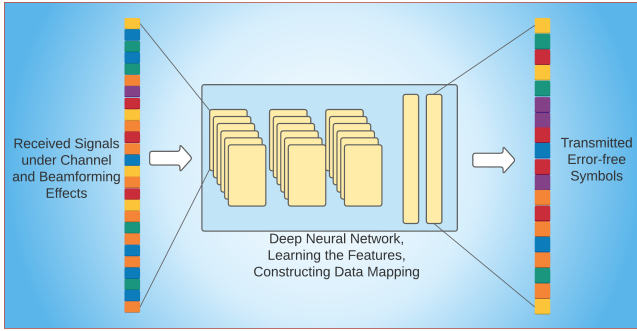 Received Signals
under Channel
and Beamforming
Effects
Deep Neural Network,
Learning the Features,
Constructing Data Mapping
Transmitted
Error-free
Symbols